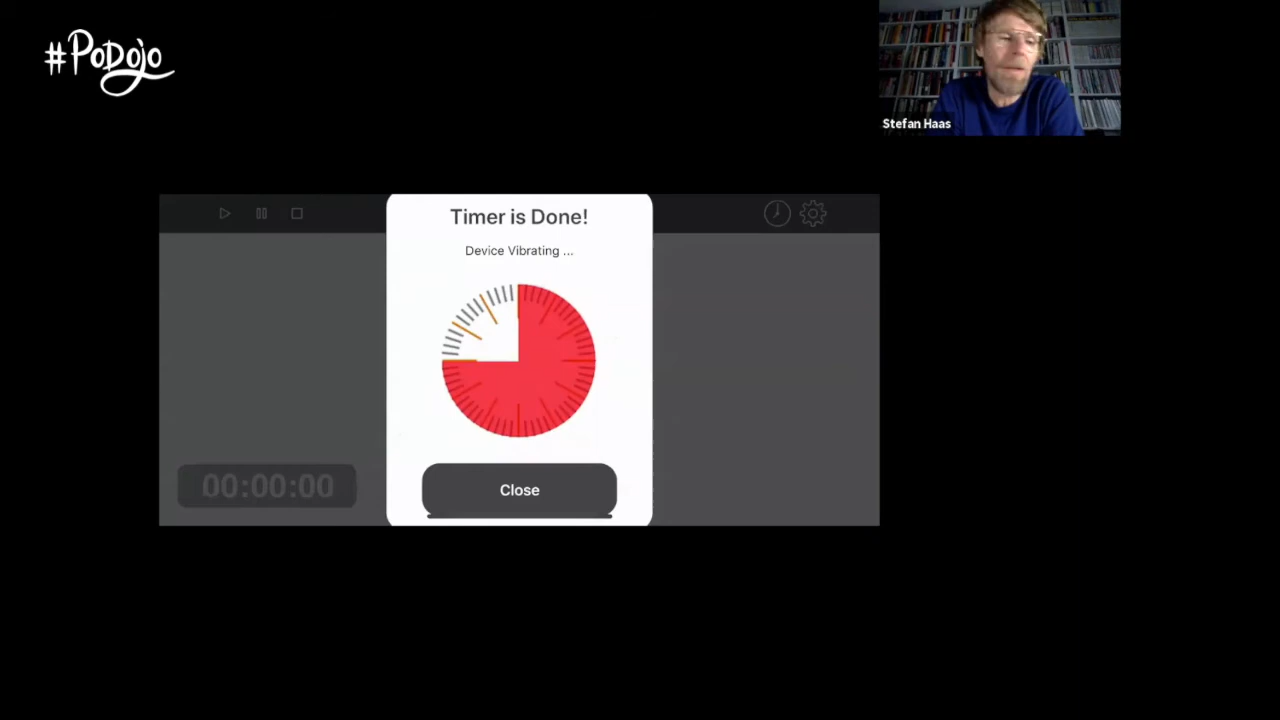 #PoDojo
Stefan Haas
Timer is Done!
Device Vibrating ...
00:00:00
Close